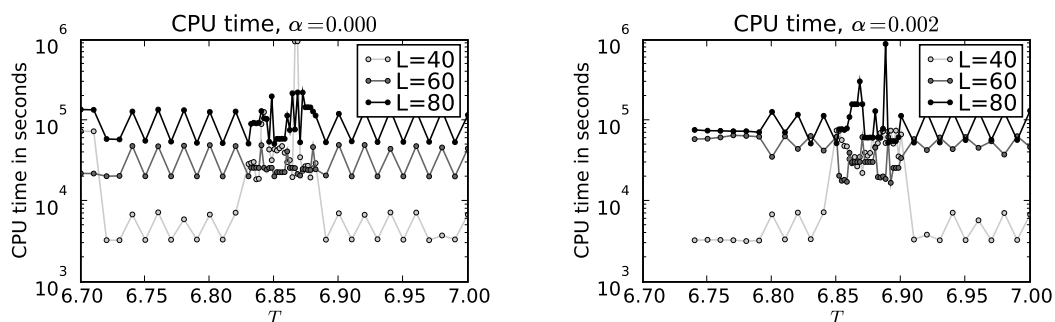 CPU time, α=0.000
CPU time in seconds
10^6
10^5
10^4
10^3
L=40
L=60
L=80
6.70 6.75 6.80 6.85 6.90 6.95 7.00
T
CPU time, α=0.002
CPU time in seconds
10^6
10^5
10^4
10^3
L=40
L=60
L=80
6.70 6.75 6.80 6.85 6.90 6.95 7.00
T